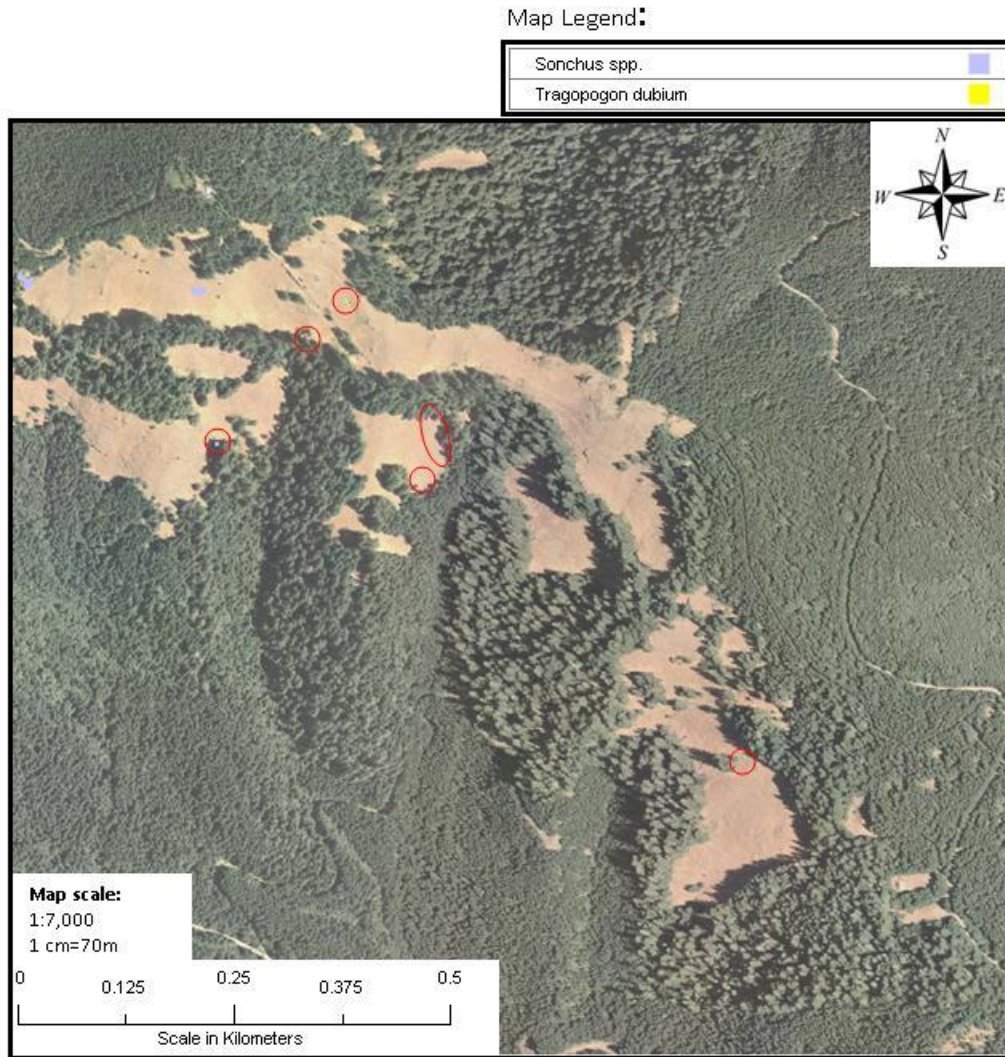 Map Legend:
Sonchus spp.
Tragopogon dubium
N
W E
S
Map scale:
1:7,000
1 cm=70m
0 0.25 0.5
0.125 0.375
Scale in Kilometers